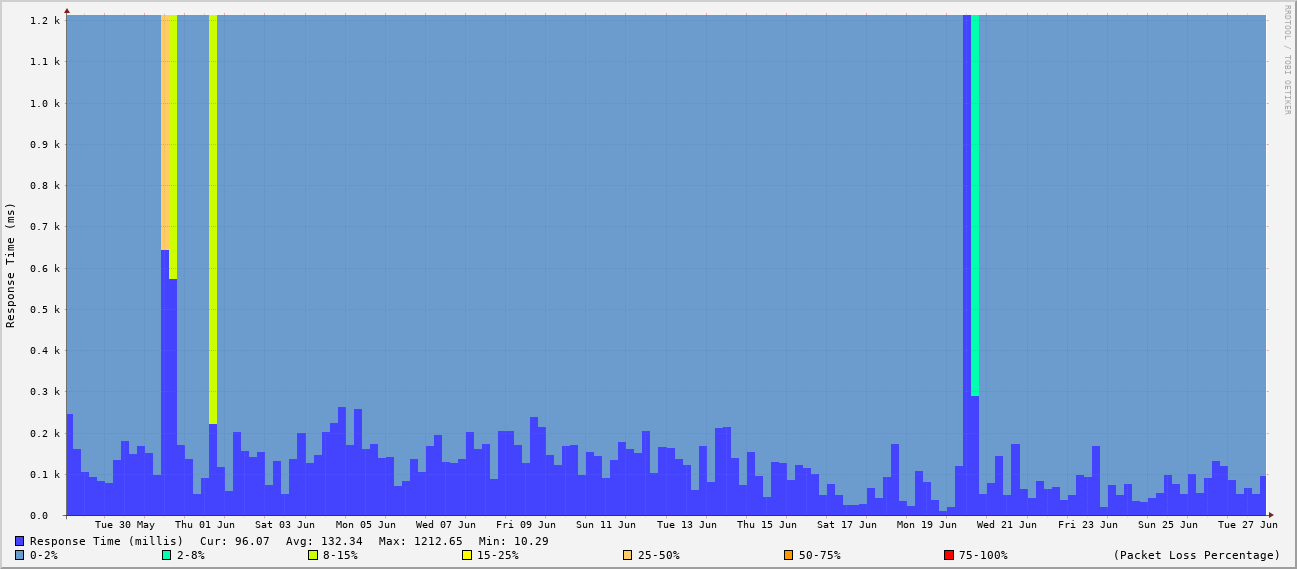 RRDTOOL / TOBI OETIKER
Response Time (ms)
1.2 k
1.1 k
1.0 k
0.9 k
0.8 k
0.7 k
0.6 k
0.5 k
0.4 k
0.3 k
0.2 k
0.1 k
0.0
Tue 30 May Thu 01 Jun Sat 03 Jun Mon 05 Jun Wed 07 Jun Fri 09 Jun Sun 11 Jun Tue 13 Jun Thu 15 Jun Sat 17 Jun Mon 19 Jun Wed 21 Jun Fri 23 Jun Sun 25 Jun Tue 27 Jun
Response Time (millis) Cur: 96.07 Avg: 132.34 Max: 1212.65 Min: 10.29
0-2% 2-8% 8-15% 15-25% 25-50% 50-75% 75-100% (Packet Loss Percentage)